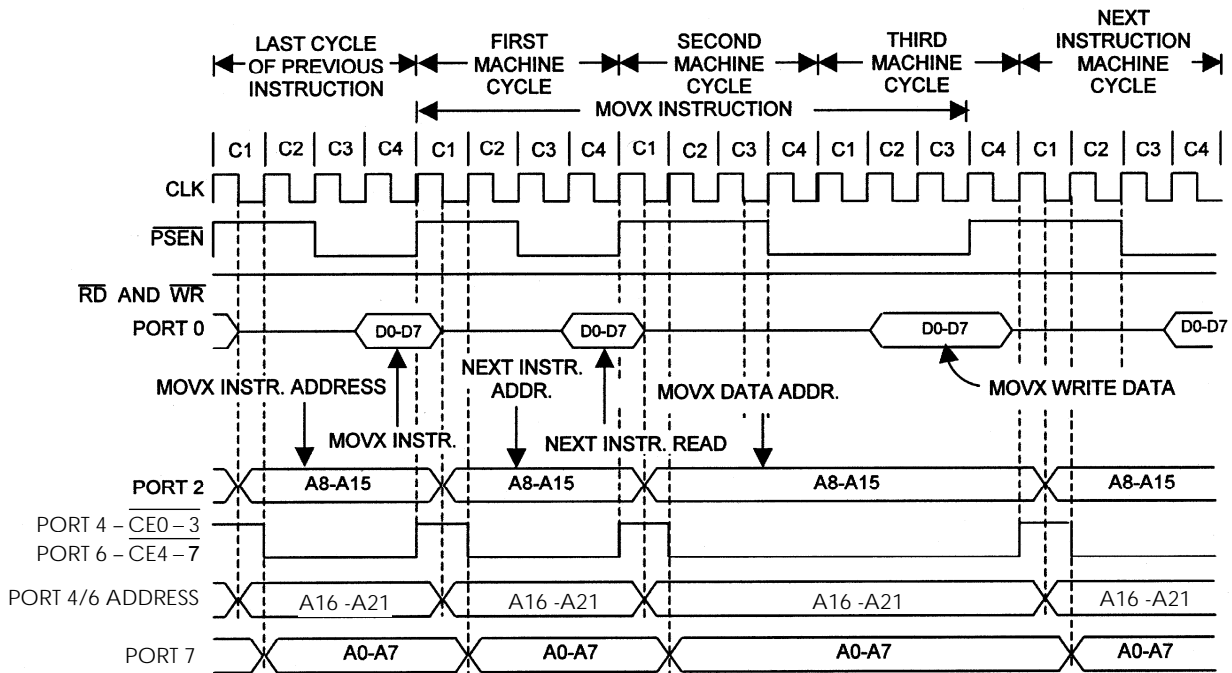 LAST CYCLE
OF PREVIOUS
INSTRUCTION
FIRST
MACHINE
CYCLE
SECOND
MACHINE
CYCLE
THIRD
MACHINE
CYCLE
NEXT
INSTRUCTION
MACHINE
CYCLE
MOVX INSTRUCTION
C1 C2 C3 C4 C1 C2 C3 C4 C1 C2 C3 C4 C1 C2 C3 C4 C1 C2 C3 C4
CLK
PSEN
RD AND WR
PORT 0
D0-D7 D0-D7 D0-D7 D0-D7
MOVX INSTR. ADDRESS
NEXT INSTR.
ADDR.
MOVX DATA ADDR.
MOVX WRITE DATA
MOVX INSTR.
NEXT INSTR. READ
PORT 2 A8-A15 A8-A15 A8-A15 A8-A15
PORT 4 – CE0 – 3
PORT 6 – CE4 – 7
PORT 4/6 ADDRESS A16 -A21 A16 -A21 A16 -A21 A16 -A21
PORT 7 A0-A7 A0-A7 A0-A7 A0-A7